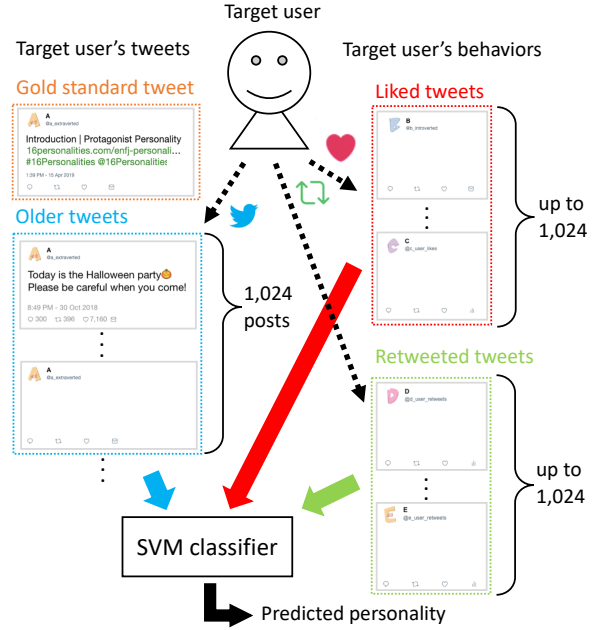 Target user
Target user's tweets
Target user's behaviors
Gold standard tweet
A
@a_extraverted
Introduction | Protagonist Personality
16personalities.com/enfj-personali...
#16Personalities @16Personalities
1:39 PM - 15 Apr 2019
Older tweets
A
@a_extraverted
Today is the Halloween party🎃
Please be careful when you come!
8:49 PM - 30 Oct 2018
300 396 7,160
A
@a_extraverted
1,024
posts
Liked tweets
B
@b_introverted
C
@c_user_likes
up to
1,024
Retweeted tweets
D
@d_user_retweets
E
@e_user_retweets
up to
1,024
SVM classifier
Predicted personality